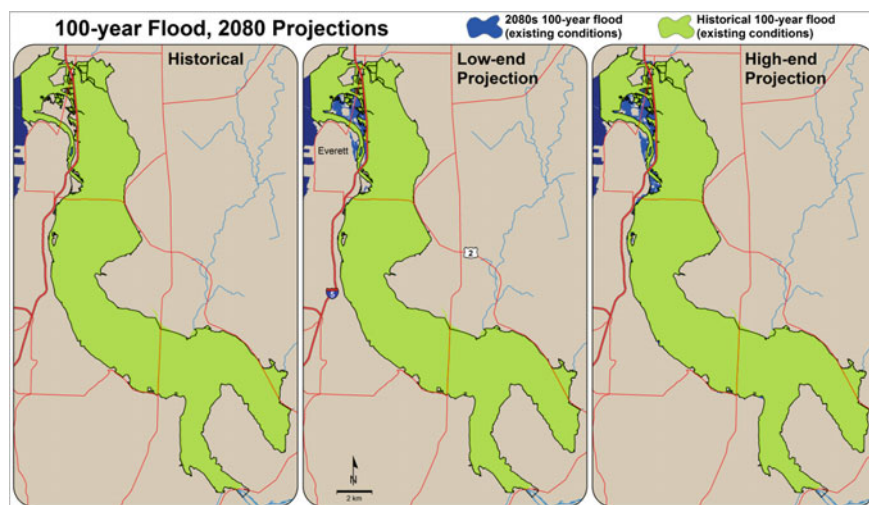 100-year Flood, 2080 Projections
2080s 100-year flood
(existing conditions)
Historical 100-year flood
(existing conditions)
Historical
Low-end
Projection
High-end
Projection
Everett
2
5
N
2 km